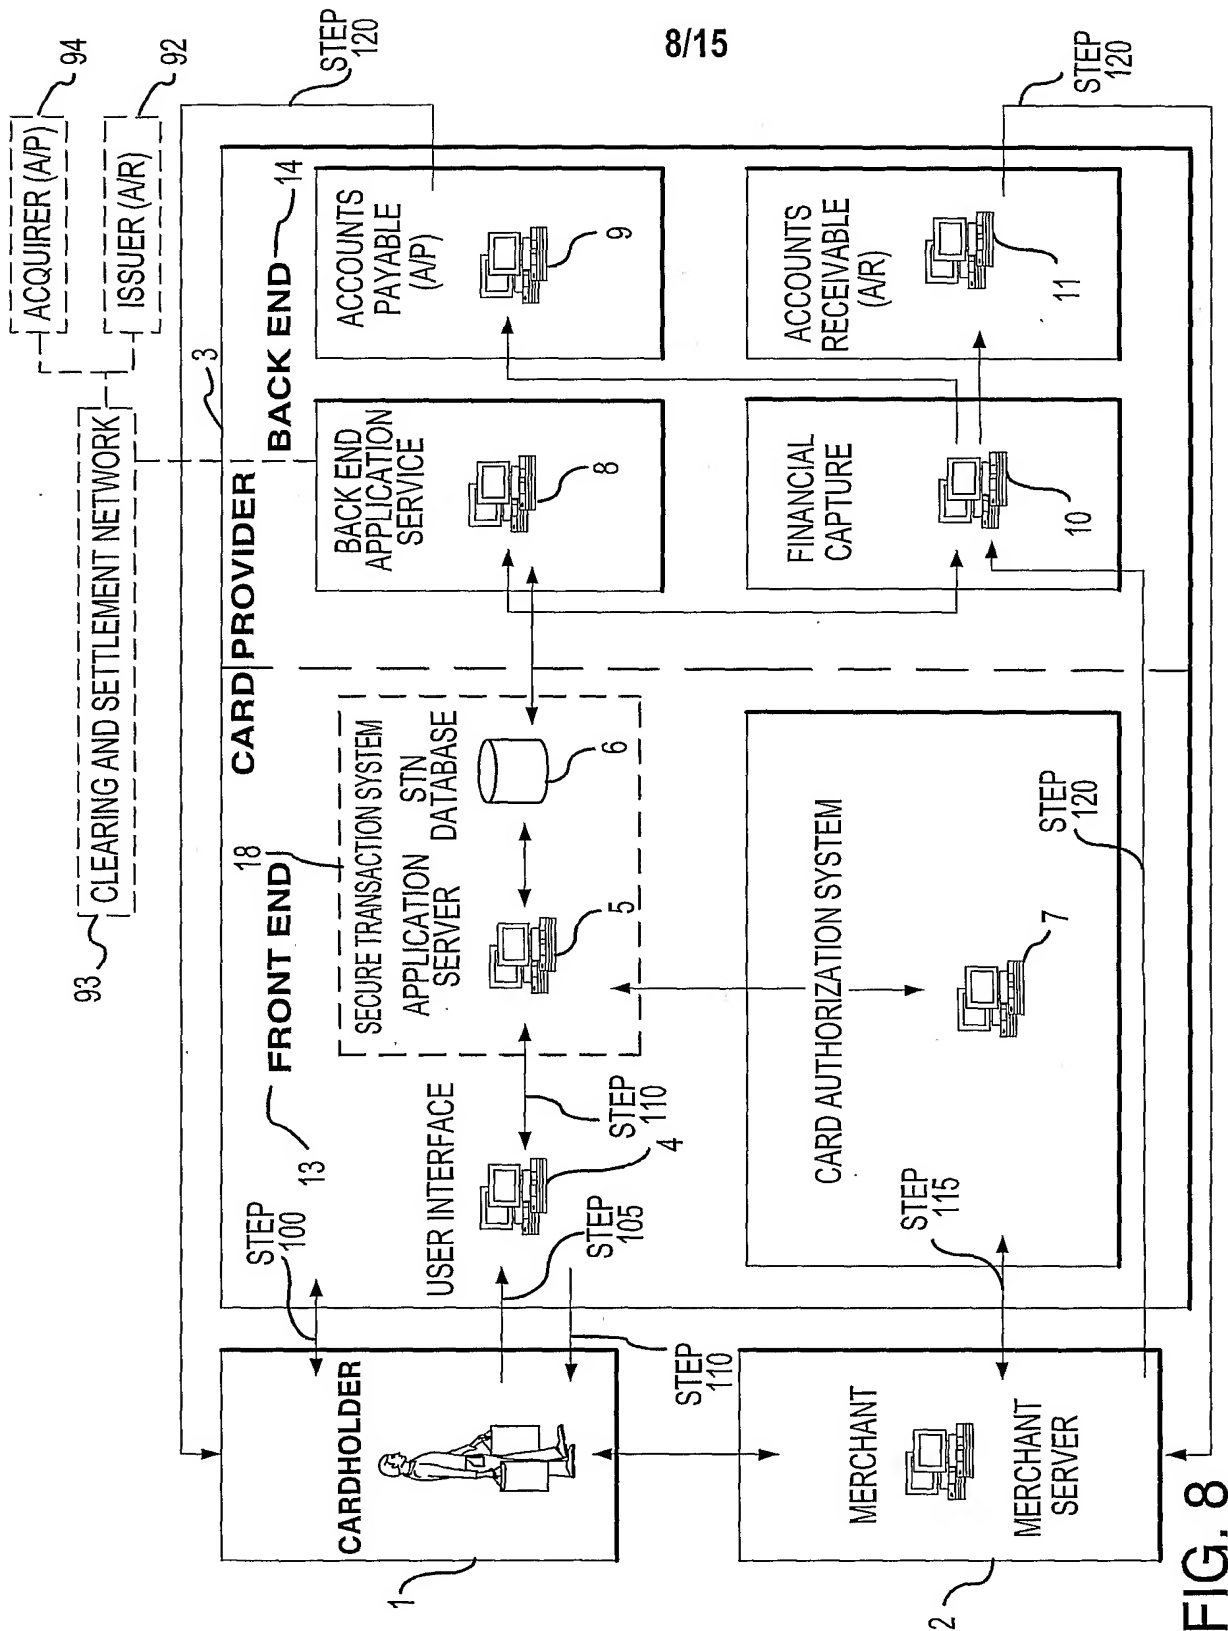 8/15
94
ACQUIRER (A/P)
92
ISSUER (A/R)
93
CLEARING AND SETTLEMENT NETWORK
STEP
120
3
CARD PROVIDER
13
FRONT END
BACK END
14
STEP
100
18
SECURE TRANSACTION SYSTEM
APPLICATION
SERVER
5
STN
DATABASE
6
BACK END
APPLICATION
SERVICE
8
ACCOUNTS
PAYABLE
(A/P)
9
CARDHOLDER
1
USER INTERFACE
4
STEP
105
STEP
110
STEP
110
MERCHANT
MERCHANT
SERVER
2
STEP
115
CARD AUTHORIZATION SYSTEM
7
STEP
120
FINANCIAL
CAPTURE
10
ACCOUNTS
RECEIVABLE
(A/R)
11
STEP
120
FIG. 8